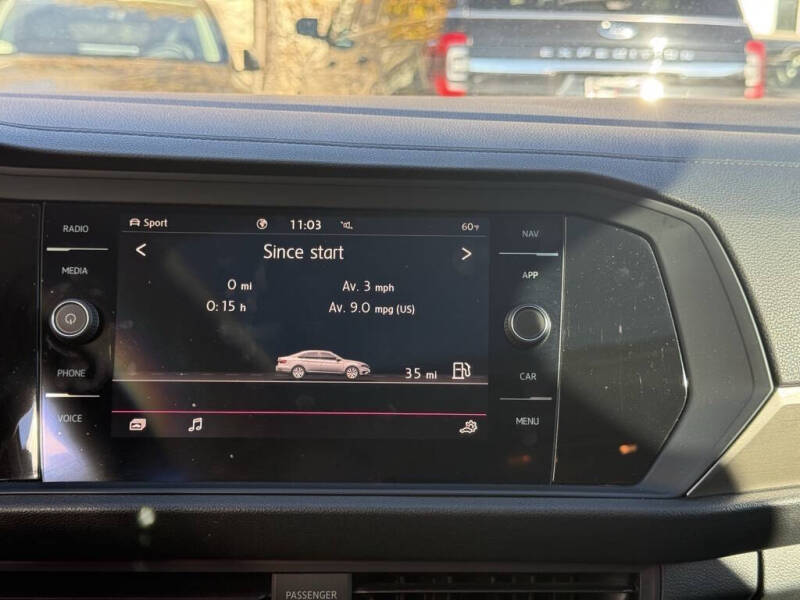 Ford
EXPEDITION
RADIO
MEDIA
PHONE
VOICE
Sport 11:03 60°F
Since start
0 mi Av. 3 mph
0:15 h Av. 9.0 mpg (US)
35 mi
NAV
APP
CAR
MENU
PASSENGER